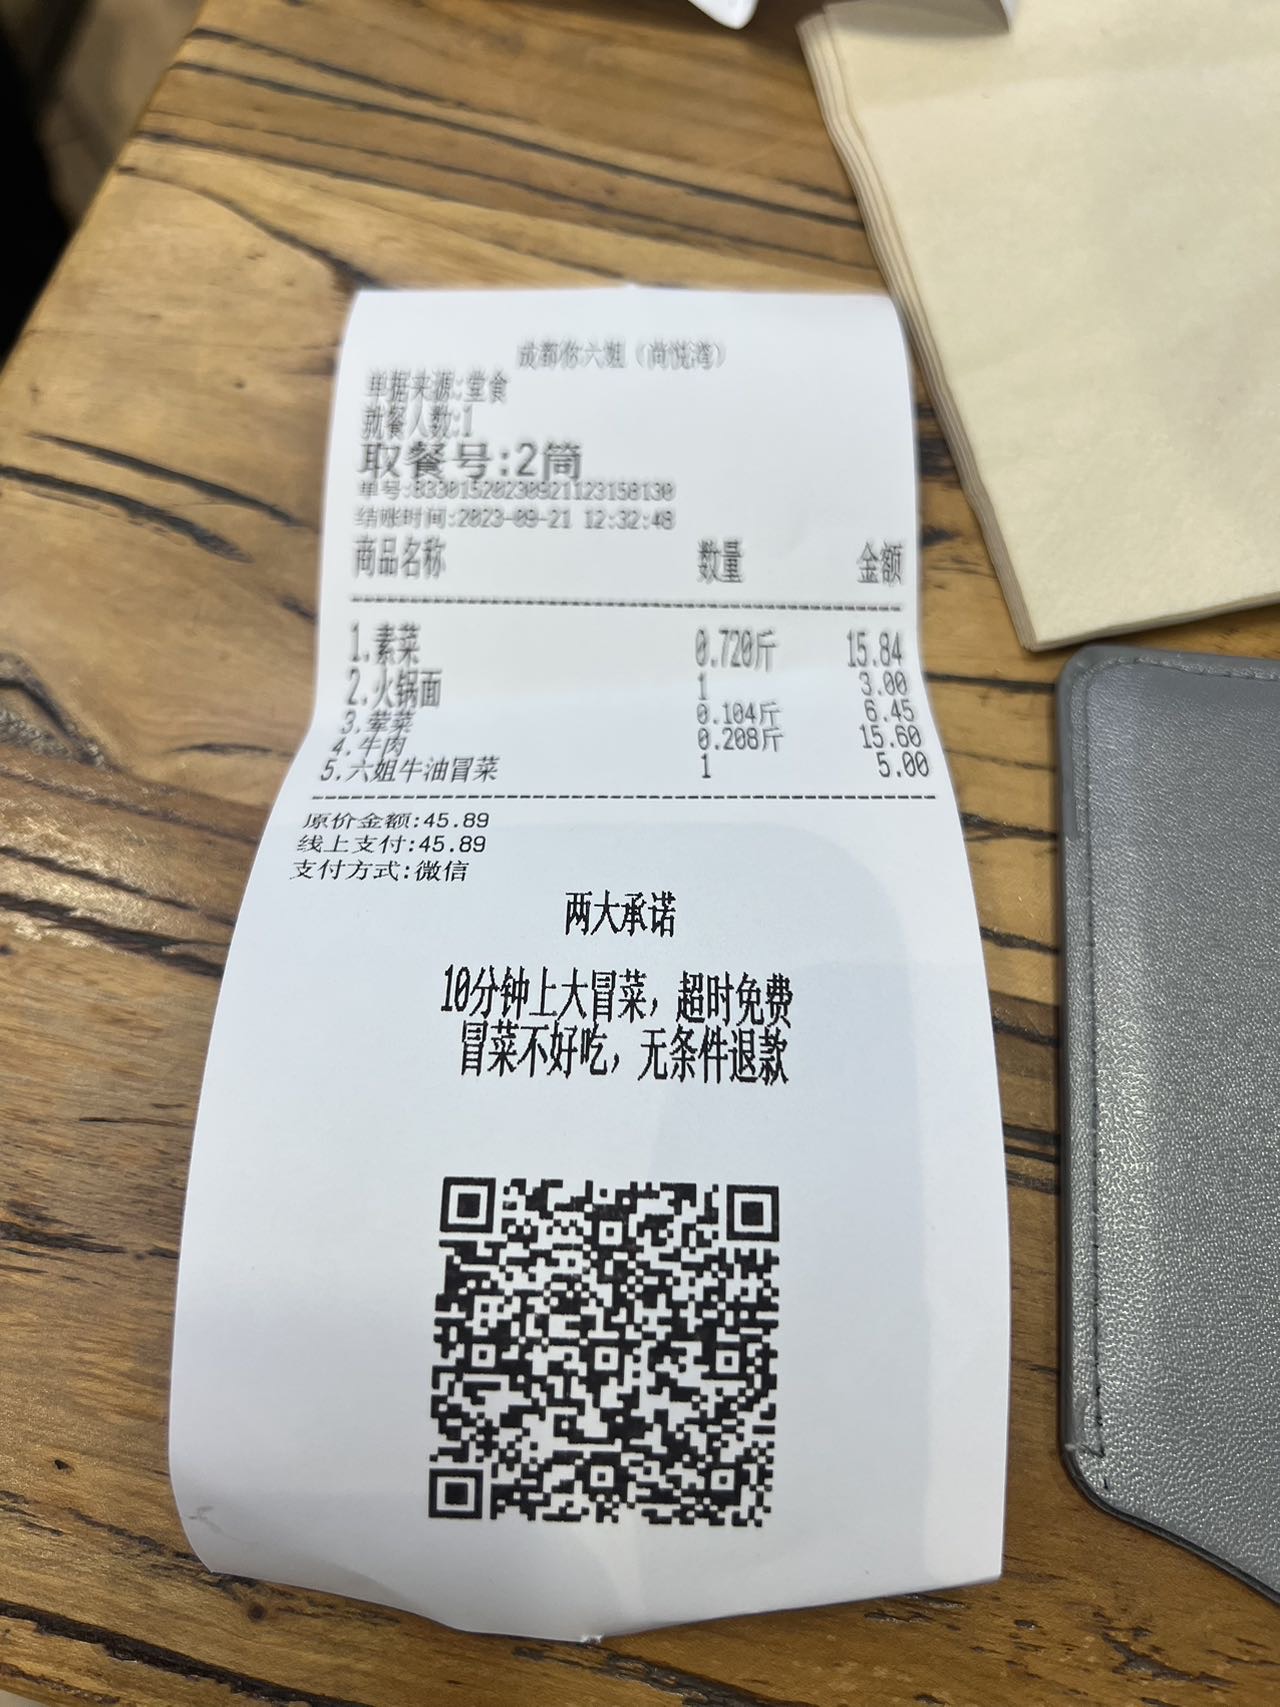 成都你六姐（尚悦湾）
单据来源:堂食
就餐人数:1
取餐号:2筒
单号:833015202309211231581​30
结账时间:2023-09-21 12:32:48
商品名称 数量 金额
1.素菜 0.720斤 15.84
2.火锅面 1 3.00
3.荤菜 0.104斤 6.45
4.牛肉 0.208斤 15.60
5.六姐牛油冒菜 1 5.00
原价金额:45.89
线上支付:45.89
支付方式:微信
两大承诺
10分钟上大冒菜，超时免费
冒菜不好吃，无条件退款